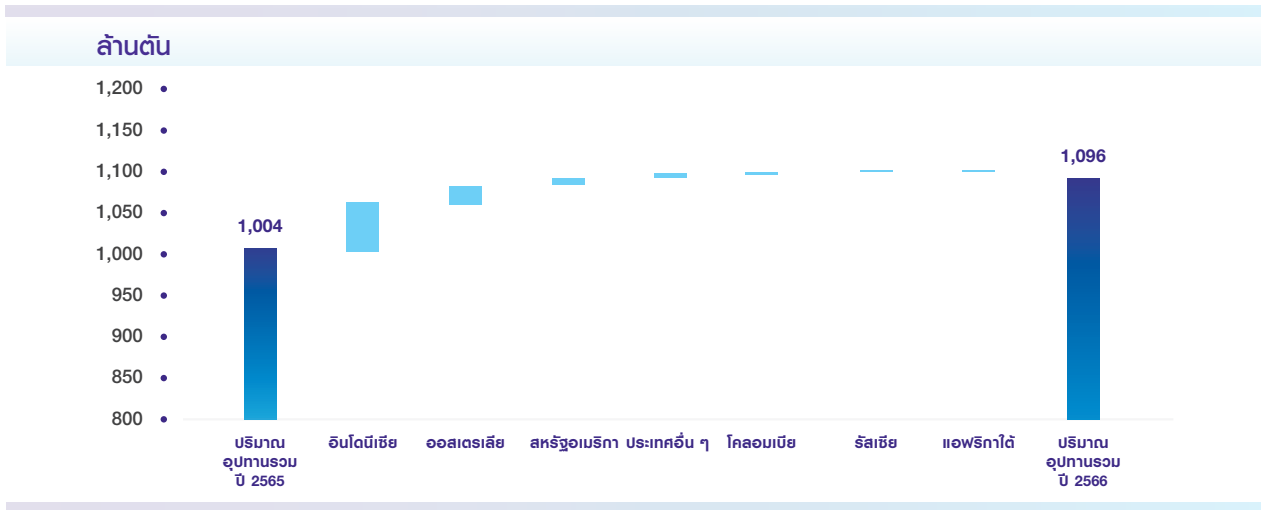 ล้านตัน
1,200
1,150
1,100
1,050
1,000
950
900
850
800
1,004
1,096
ปริมาณ
อุปทานรวม
ปี 2565
อินโดนีเซีย
ออสเตรเลีย
สหรัฐอเมริกา
ประเทศอื่น ๆ
โคลอมเบีย
รัสเซีย
แอฟริกาใต้
ปริมาณ
อุปทานรวม
ปี 2566